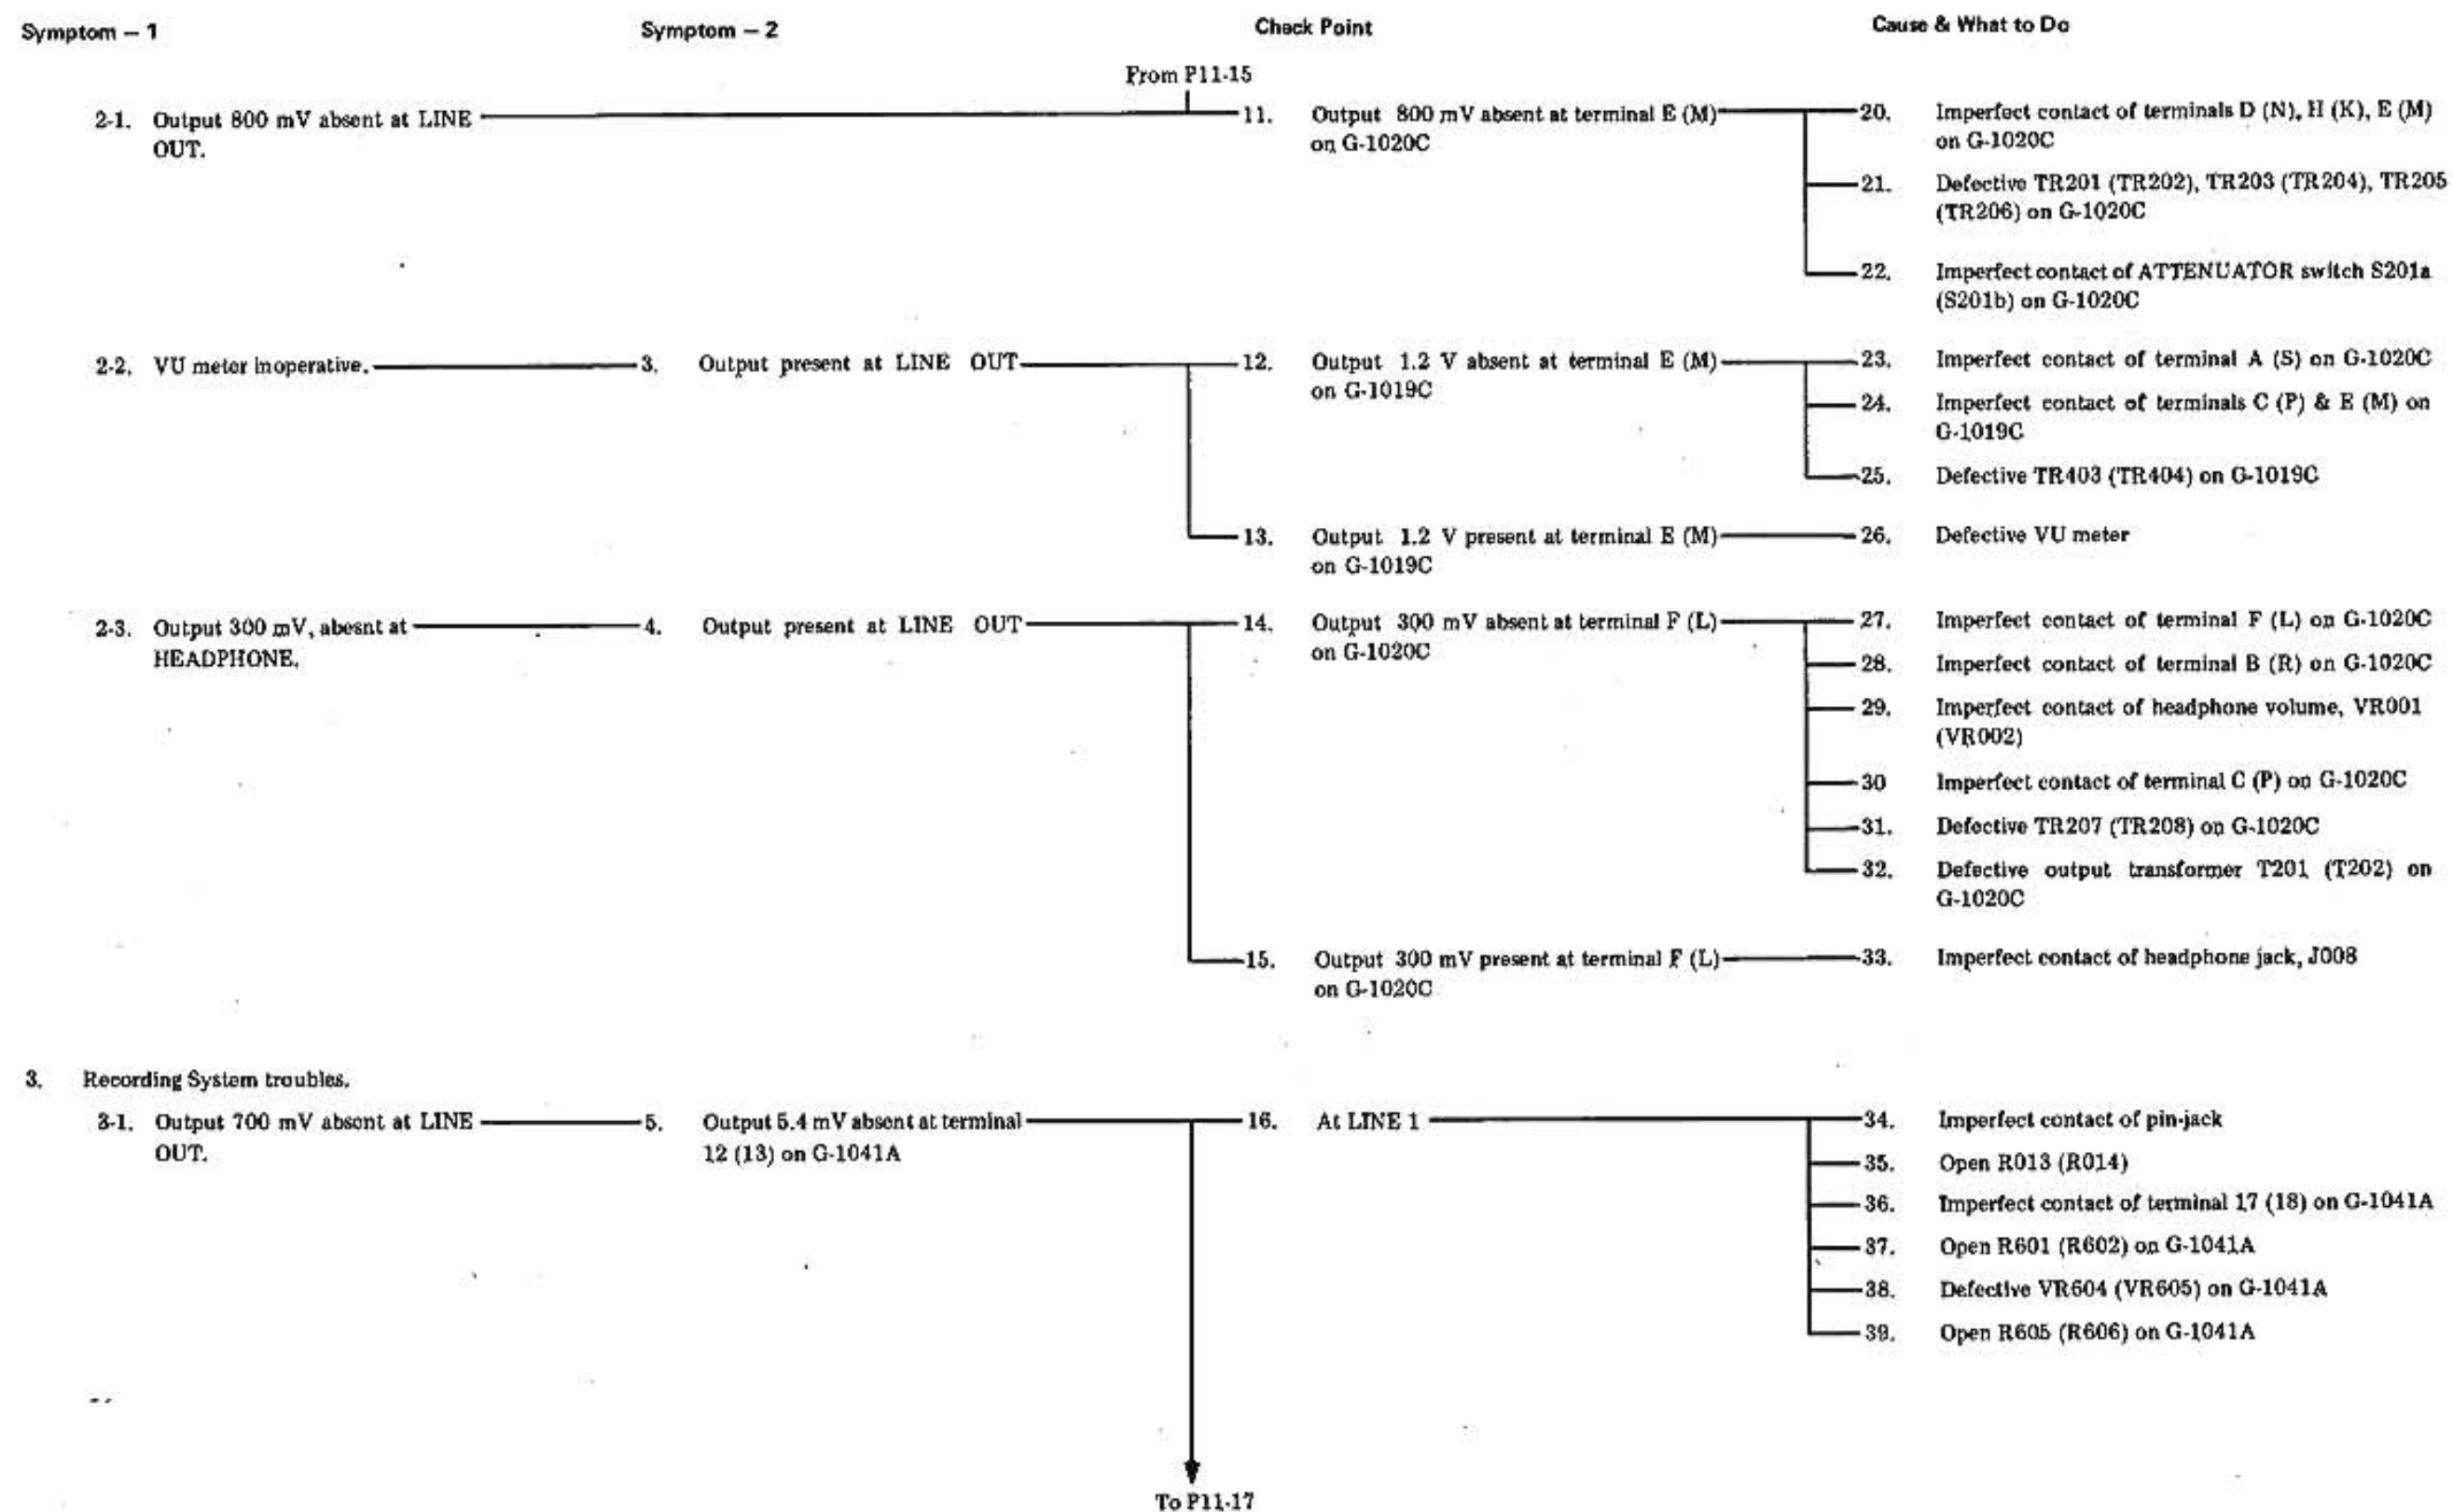 Symptom – 1 Symptom – 2 Check Point Cause & What to Do
From P11-15
2-1. Output 800 mV absent at LINE
OUT.
11. Output 800 mV absent at terminal E (M)
on G-1020C
20. Imperfect contact of terminals D (N), H (K), E (M)
on G-1020C
21. Defective TR201 (TR202), TR203 (TR204), TR205
(TR206) on G-1020C
22. Imperfect contact of ATTENUATOR switch S201a
(S201b) on G-1020C
2-2. VU meter inoperative.
3. Output present at LINE OUT
12. Output 1.2 V absent at terminal E (M)
on G-1019C
23. Imperfect contact of terminal A (S) on G-1020C
24. Imperfect contact of terminals C (P) & E (M) on
G-1019C
25. Defective TR403 (TR404) on G-1019C
13. Output 1.2 V present at terminal E (M)
on G-1019C
26. Defective VU meter
2-3. Output 300 mV, abesnt at
HEADPHONE.
4. Output present at LINE OUT
14. Output 300 mV absent at terminal F (L)
on G-1020C
27. Imperfect contact of terminal F (L) on G-1020C
28. Imperfect contact of terminal B (R) on G-1020C
29. Imperfect contact of headphone volume, VR001
(VR002)
30 Imperfect contact of terminal C (P) on G-1020C
31. Defective TR207 (TR208) on G-1020C
32. Defective output transformer T201 (T202) on
G-1020C
15. Output 300 mV present at terminal F (L)
on G-1020C
33. Imperfect contact of headphone jack, J008
3. Recording System troubles.
3-1. Output 700 mV absent at LINE
OUT.
5. Output 5.4 mV absent at terminal
12 (13) on G-1041A
16. At LINE 1
34. Imperfect contact of pin-jack
35. Open R013 (R014)
36. Imperfect contact of terminal 17 (18) on G-1041A
37. Open R601 (R602) on G-1041A
38. Defective VR604 (VR605) on G-1041A
39. Open R605 (R606) on G-1041A
To P11-17